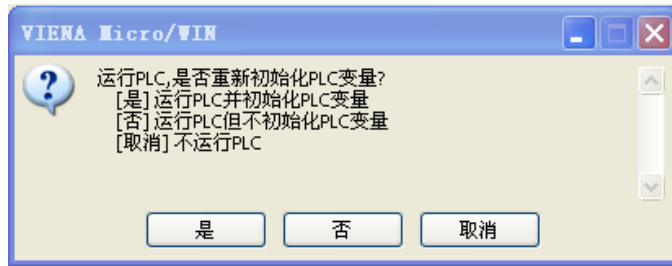 VIENA Micro/WIN
运行PLC,是否重新初始化PLC变量?
[是]运行PLC并初始化PLC变量
[否]运行PLC但不初始化PLC变量
[取消]不运行PLC
是
否
取消